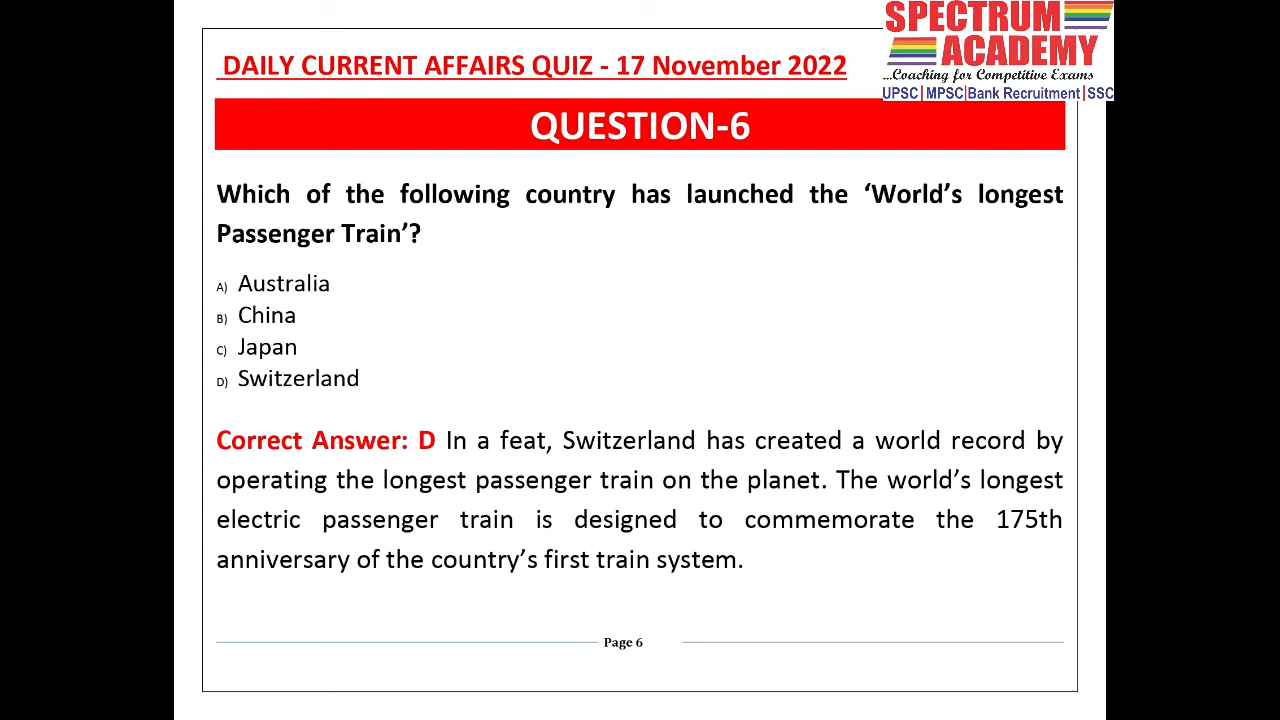 SPECTRUM
ACADEMY
...Coaching for Competitive Exams
UPSC|MPSC|Bank Recruitment|SSC
DAILY CURRENT AFFAIRS QUIZ - 17 November 2022
QUESTION-6
Which of the following country has launched the ‘World’s longest
Passenger Train’?
A) Australia
B) China
C) Japan
D) Switzerland
Correct Answer: D In a feat, Switzerland has created a world record by
operating the longest passenger train on the planet. The world’s longest
electric passenger train is designed to commemorate the 175th
anniversary of the country’s first train system.
Page 6